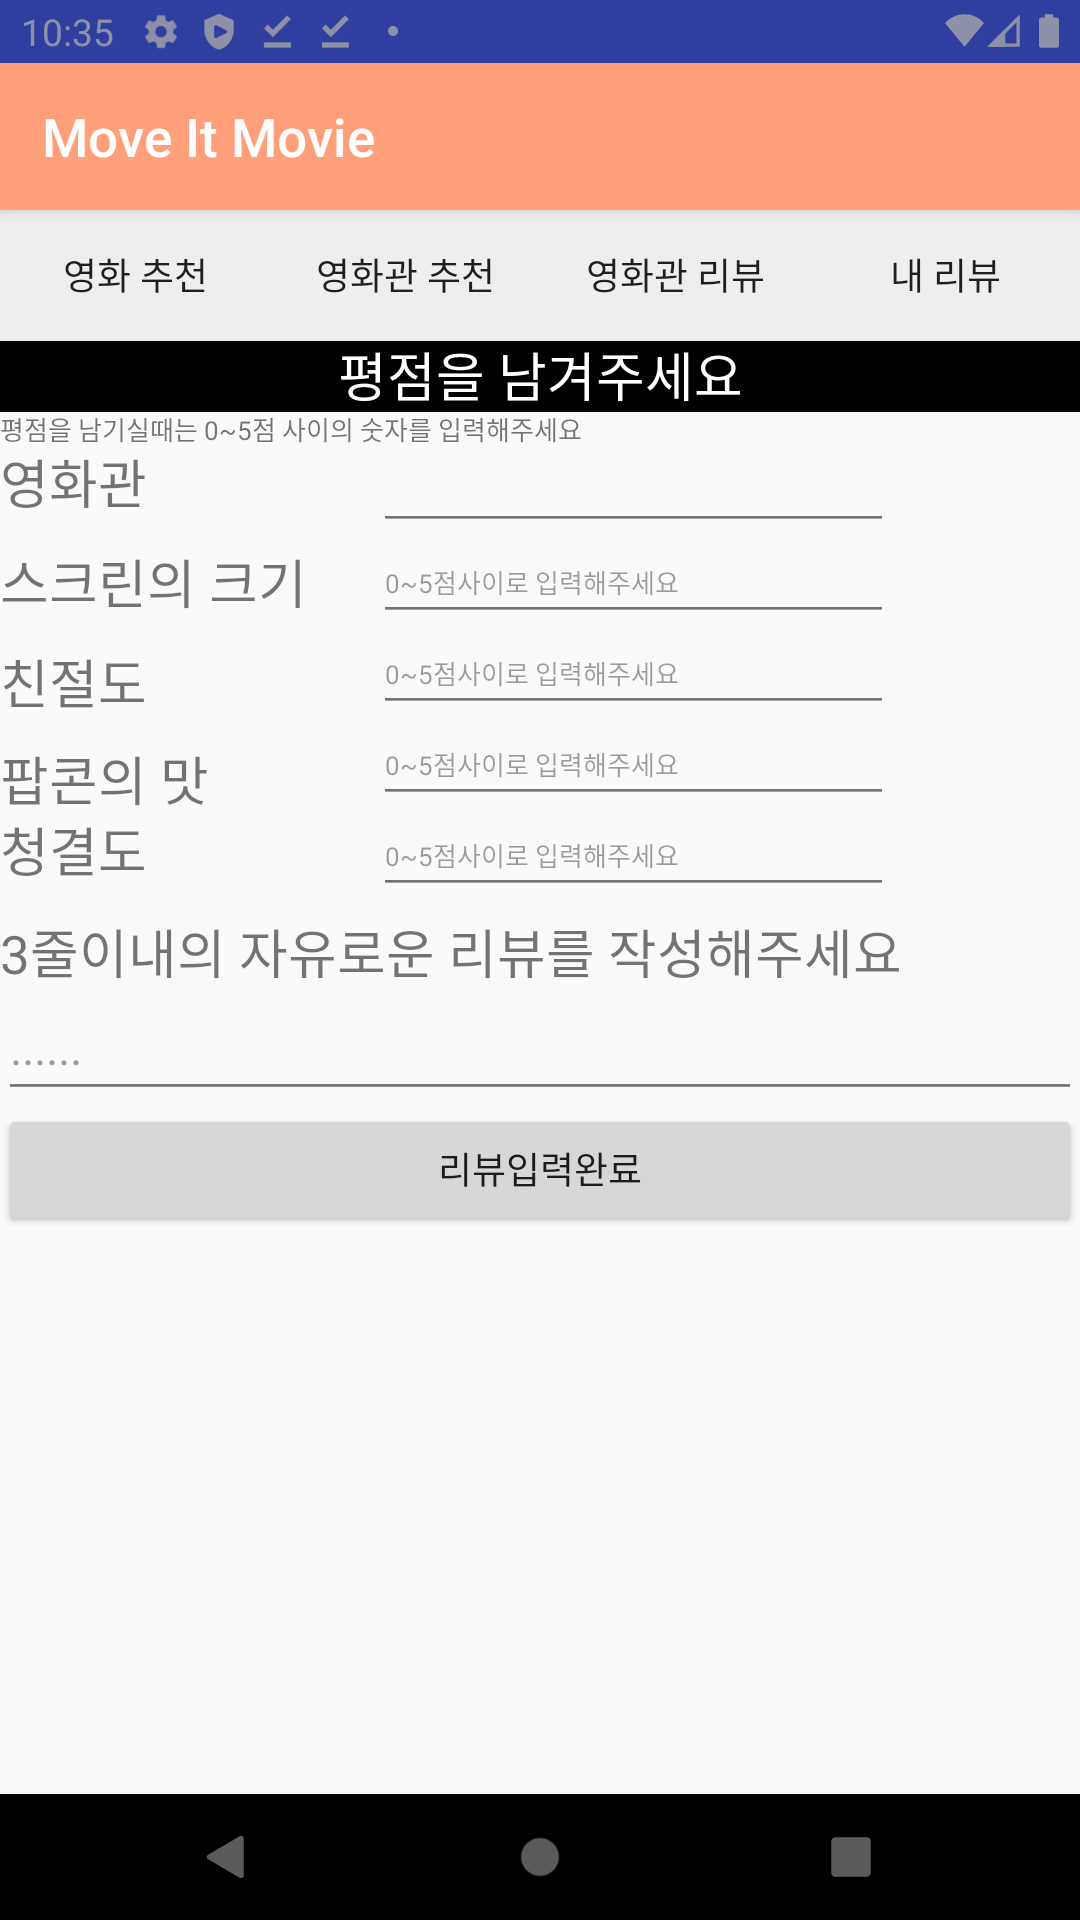 10:35
Move It Movie
영화 추천 영화관 추천 영화관 리뷰 내 리뷰
평점을 남겨주세요
평점을 남기실때는 0~5점 사이의 숫자를 입력해주세요
영화관
스크린의 크기 0~5점사이로 입력해주세요
친절도 0~5점사이로 입력해주세요
팝콘의 맛 0~5점사이로 입력해주세요
청결도 0~5점사이로 입력해주세요
3줄이내의 자유로운 리뷰를 작성해주세요
......
리뷰입력완료